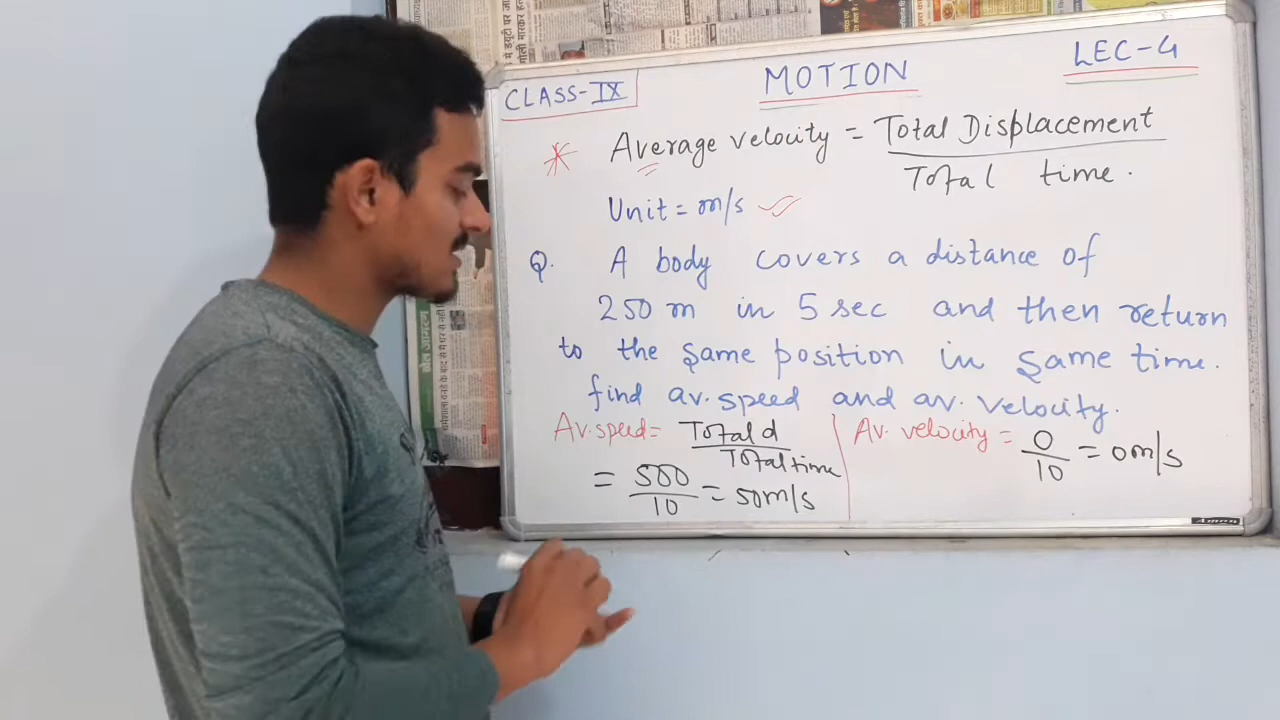 LEC-4
MOTION
CLASS-IX
* Average velocity = Total Displacement
Total time.
Unit = m/s
Q. A body covers a distance of
250 m in 5 sec and then return
to the same position in same time.
find av. speed and av. velocity.
Av. speed = Total d
Total time
= 500
10
= 50m/s
Av. velocity = 0
10
= 0m/s